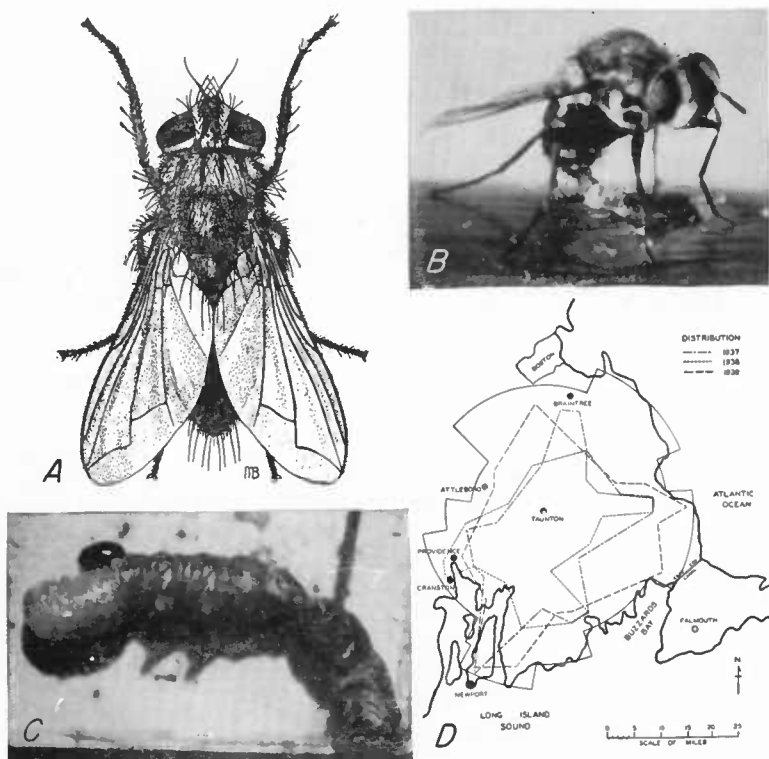 A
MB
B
C
D
DISTRIBUTION
1937
1938
BOSTON
BRAINTREE
ATTLEBORO
TAUNTON
ATLANTIC
OCEAN
PROVIDENCE
CRANSTON
BUZZARDS
BAY
FALMOUTH
NEWPORT
N
LONG ISLAND
SOUND
0 5 10 15 20 25
SCALE OF MILES